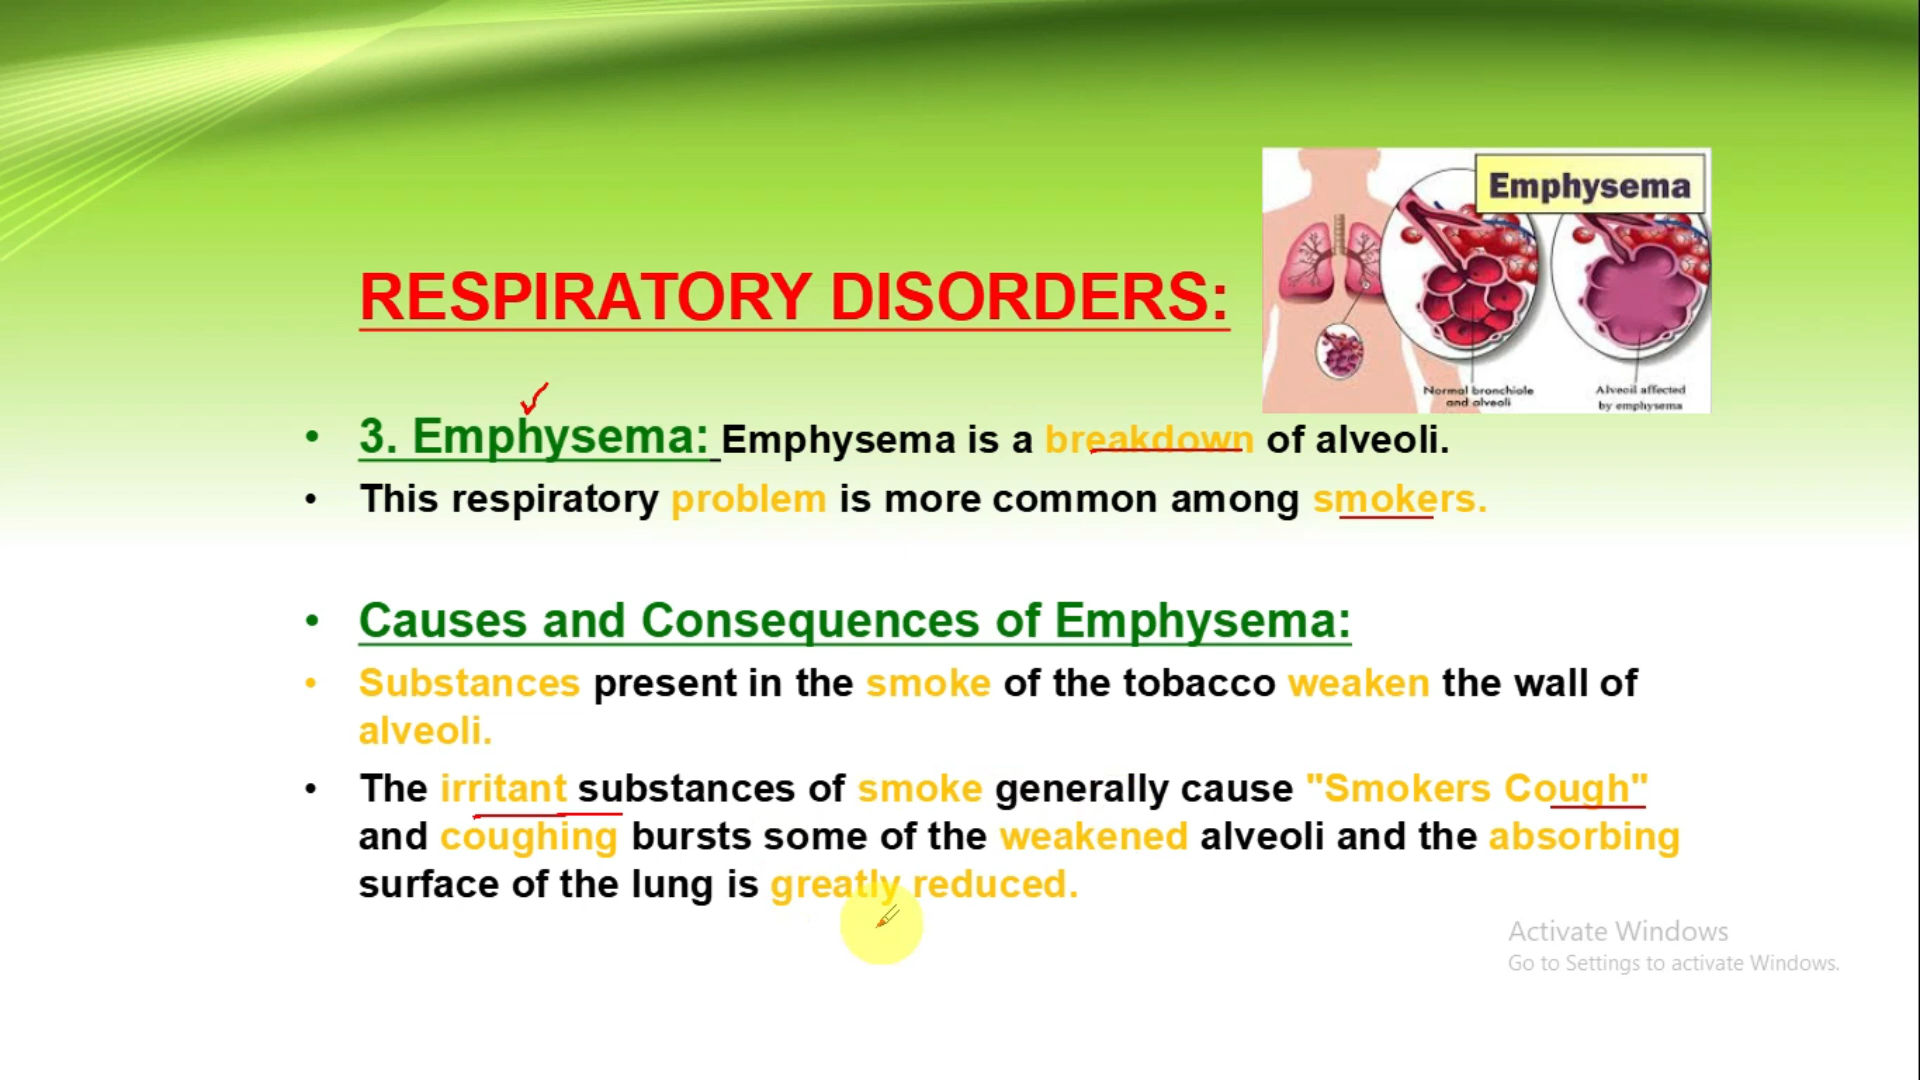 Emphysema
RESPIRATORY DISORDERS:
Normal bronchiole
and alveoli
Alveoil affected
by emphysema
• 3. Emphysema: Emphysema is a breakdown of alveoli.
• This respiratory problem is more common among smokers.
• Causes and Consequences of Emphysema:
• Substances present in the smoke of the tobacco weaken the wall of
alveoli.
• The irritant substances of smoke generally cause "Smokers Cough"
and coughing bursts some of the weakened alveoli and the absorbing
surface of the lung is greatly reduced.
Activate Windows
Go to Settings to activate Windows.